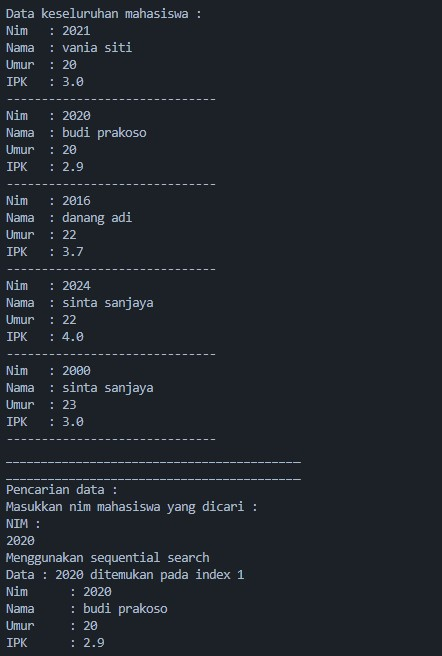 Data keseluruhan mahasiswa :
Nim   : 2021
Nama  : vania siti
Umur  : 20
IPK   : 3.0
------------------------------
Nim   : 2020
Nama  : budi prakoso
Umur  : 20
IPK   : 2.9
------------------------------
Nim   : 2016
Nama  : danang adi
Umur  : 22
IPK   : 3.7
------------------------------
Nim   : 2024
Nama  : sinta sanjaya
Umur  : 22
IPK   : 4.0
------------------------------
Nim   : 2000
Nama  : sinta sanjaya
Umur  : 23
IPK   : 3.0
------------------------------
__________________________________________
__________________________________________
Pencarian data :
Masukkan nim mahasiswa yang dicari :
NIM :
2020
Menggunakan sequential search
Data : 2020 ditemukan pada index 1
Nim      : 2020
Nama     : budi prakoso
Umur     : 20
IPK      : 2.9